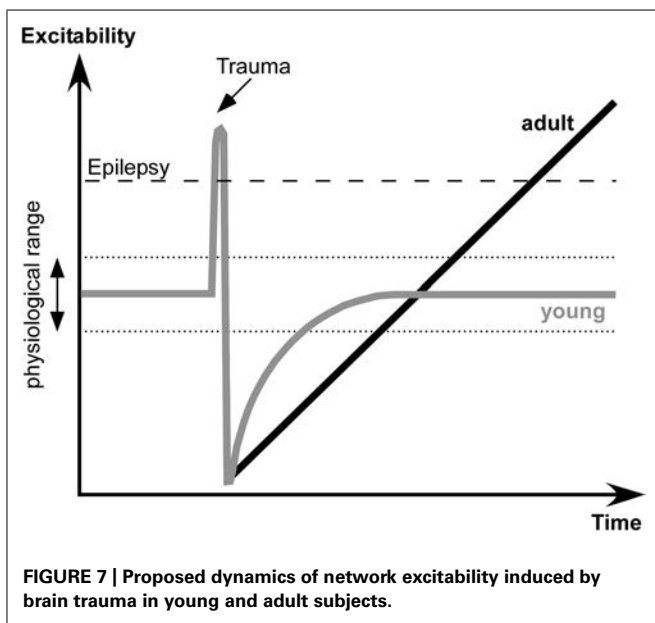 Excitability
Trauma
adult
Epilepsy
physiological range
young
Time
FIGURE 7 | Proposed dynamics of network excitability induced by
brain trauma in young and adult subjects.